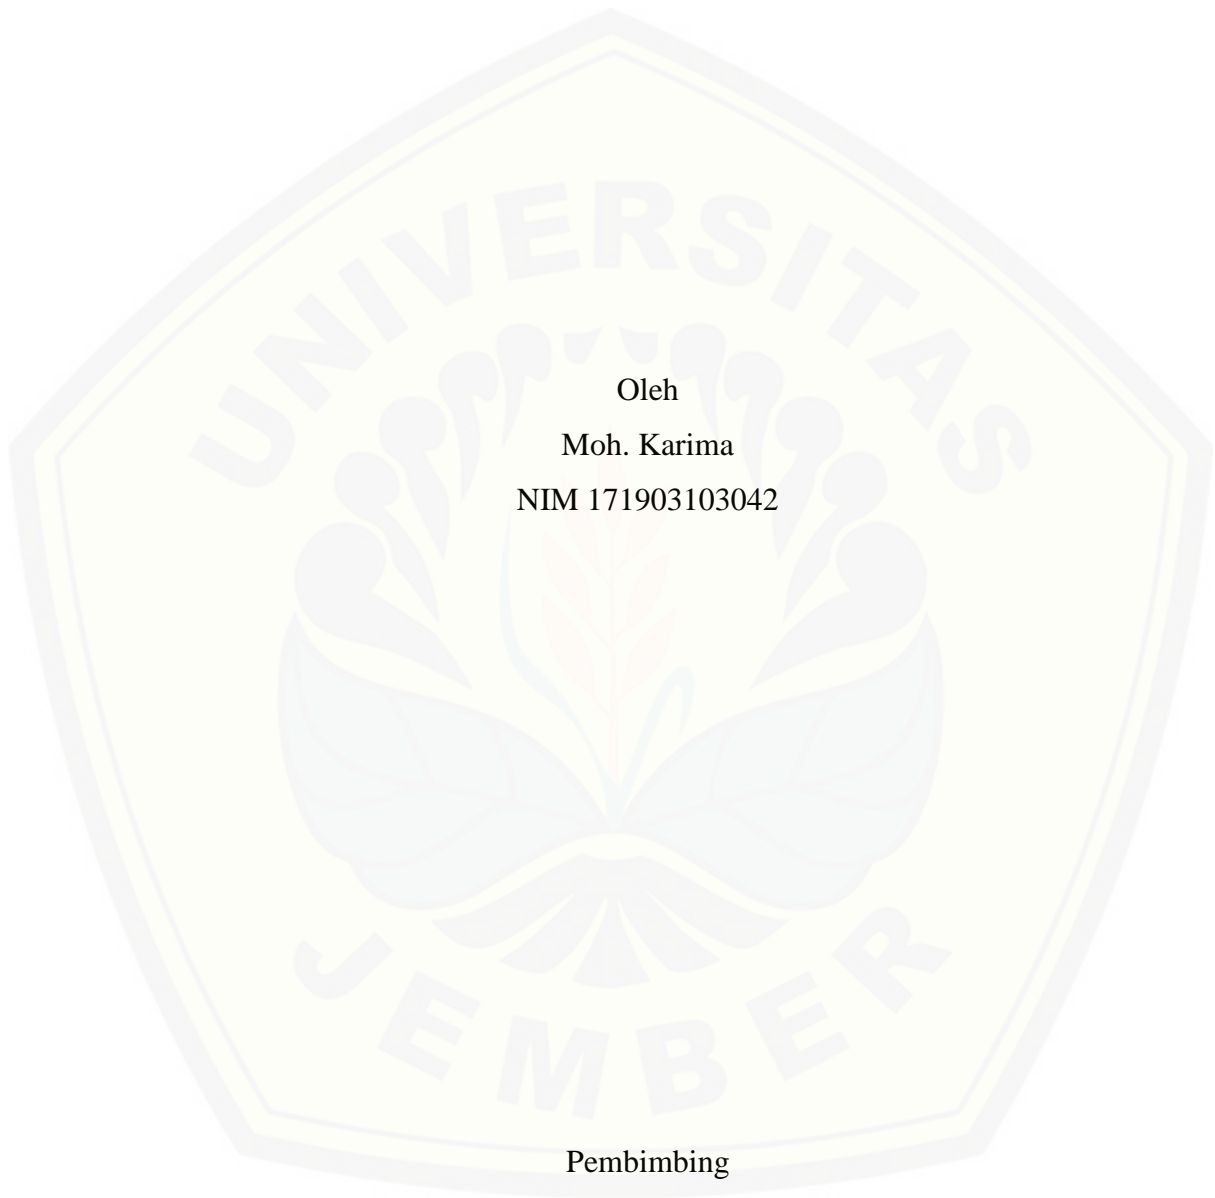 UNIVERSITAS
Oleh
Moh. Karima
NIM 171903103042
JEMBER
Pembimbing